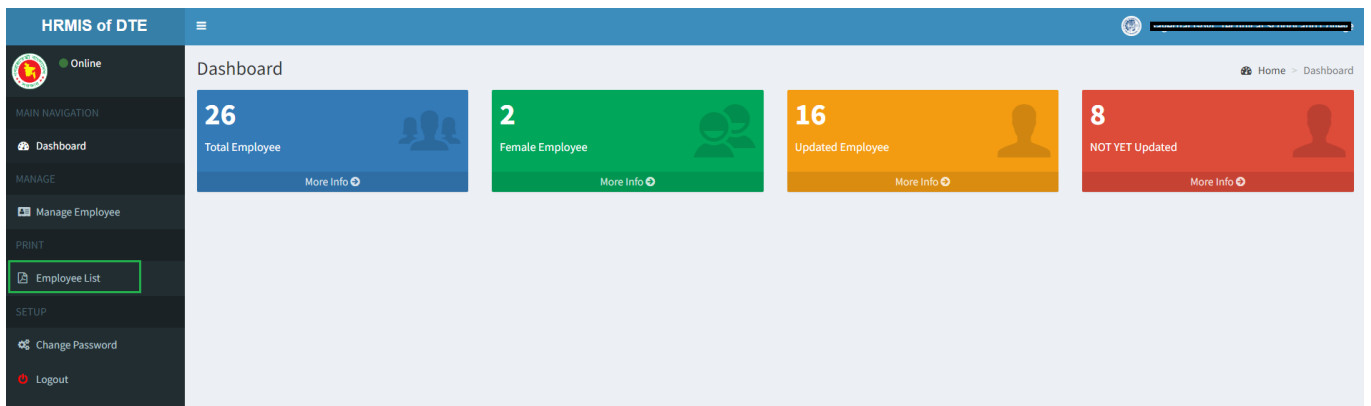 HRMIS of DTE
Online
MAIN NAVIGATION
Dashboard
MANAGE
Manage Employee
PRINT
Employee List
SETUP
Change Password
Logout
Dashboard
Home > Dashboard
26
Total Employee
More Info
2
Female Employee
More Info
16
Updated Employee
More Info
8
NOT YET Updated
More Info